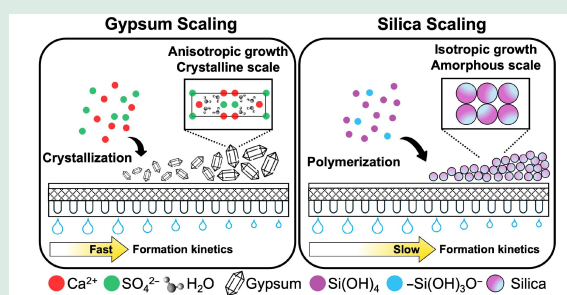 Gypsum Scaling
Anisotropic growth
Crystalline scale
Crystallization
Fast
Formation kinetics
Silica Scaling
Isotropic growth
Amorphous scale
Polymerization
Slow
Formation kinetics
Ca²⁺ SO₄²⁻ H₂O Gypsum Si(OH)₄ –Si(OH)₃O⁻ Silica